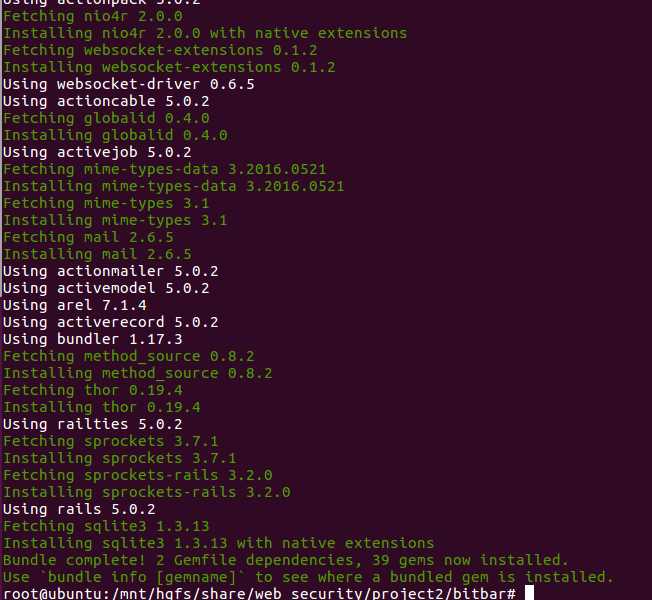 Using actionpack 5.0.2
Fetching nio4r 2.0.0
Installing nio4r 2.0.0 with native extensions
Fetching websocket-extensions 0.1.2
Installing websocket-extensions 0.1.2
Using websocket-driver 0.6.5
Using actioncable 5.0.2
Fetching globalid 0.4.0
Installing globalid 0.4.0
Using activejob 5.0.2
Fetching mime-types-data 3.2016.0521
Installing mime-types-data 3.2016.0521
Fetching mime-types 3.1
Installing mime-types 3.1
Fetching mail 2.6.5
Installing mail 2.6.5
Using actionmailer 5.0.2
Using activemodel 5.0.2
Using arel 7.1.4
Using activerecord 5.0.2
Using bundler 1.17.3
Fetching method_source 0.8.2
Installing method_source 0.8.2
Fetching thor 0.19.4
Installing thor 0.19.4
Using railties 5.0.2
Fetching sprockets 3.7.1
Installing sprockets 3.7.1
Fetching sprockets-rails 3.2.0
Installing sprockets-rails 3.2.0
Using rails 5.0.2
Fetching sqlite3 1.3.13
Installing sqlite3 1.3.13 with native extensions
Bundle complete! 2 Gemfile dependencies, 39 gems now installed.
Use `bundle info [gemname]` to see where a bundled gem is installed.
root@ubuntu:/mnt/hgfs/share/web_security/project2/bitbar#